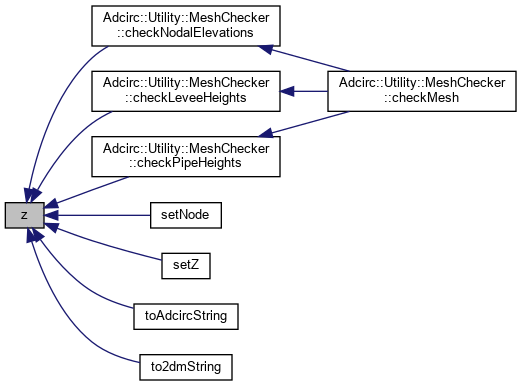 Adcirc::Utility::MeshChecker
::checkNodalElevations
Adcirc::Utility::MeshChecker
::checkLeveeHeights
Adcirc::Utility::MeshChecker
::checkMesh
Adcirc::Utility::MeshChecker
::checkPipeHeights
z
setNode
setZ
toAdcircString
to2dmString